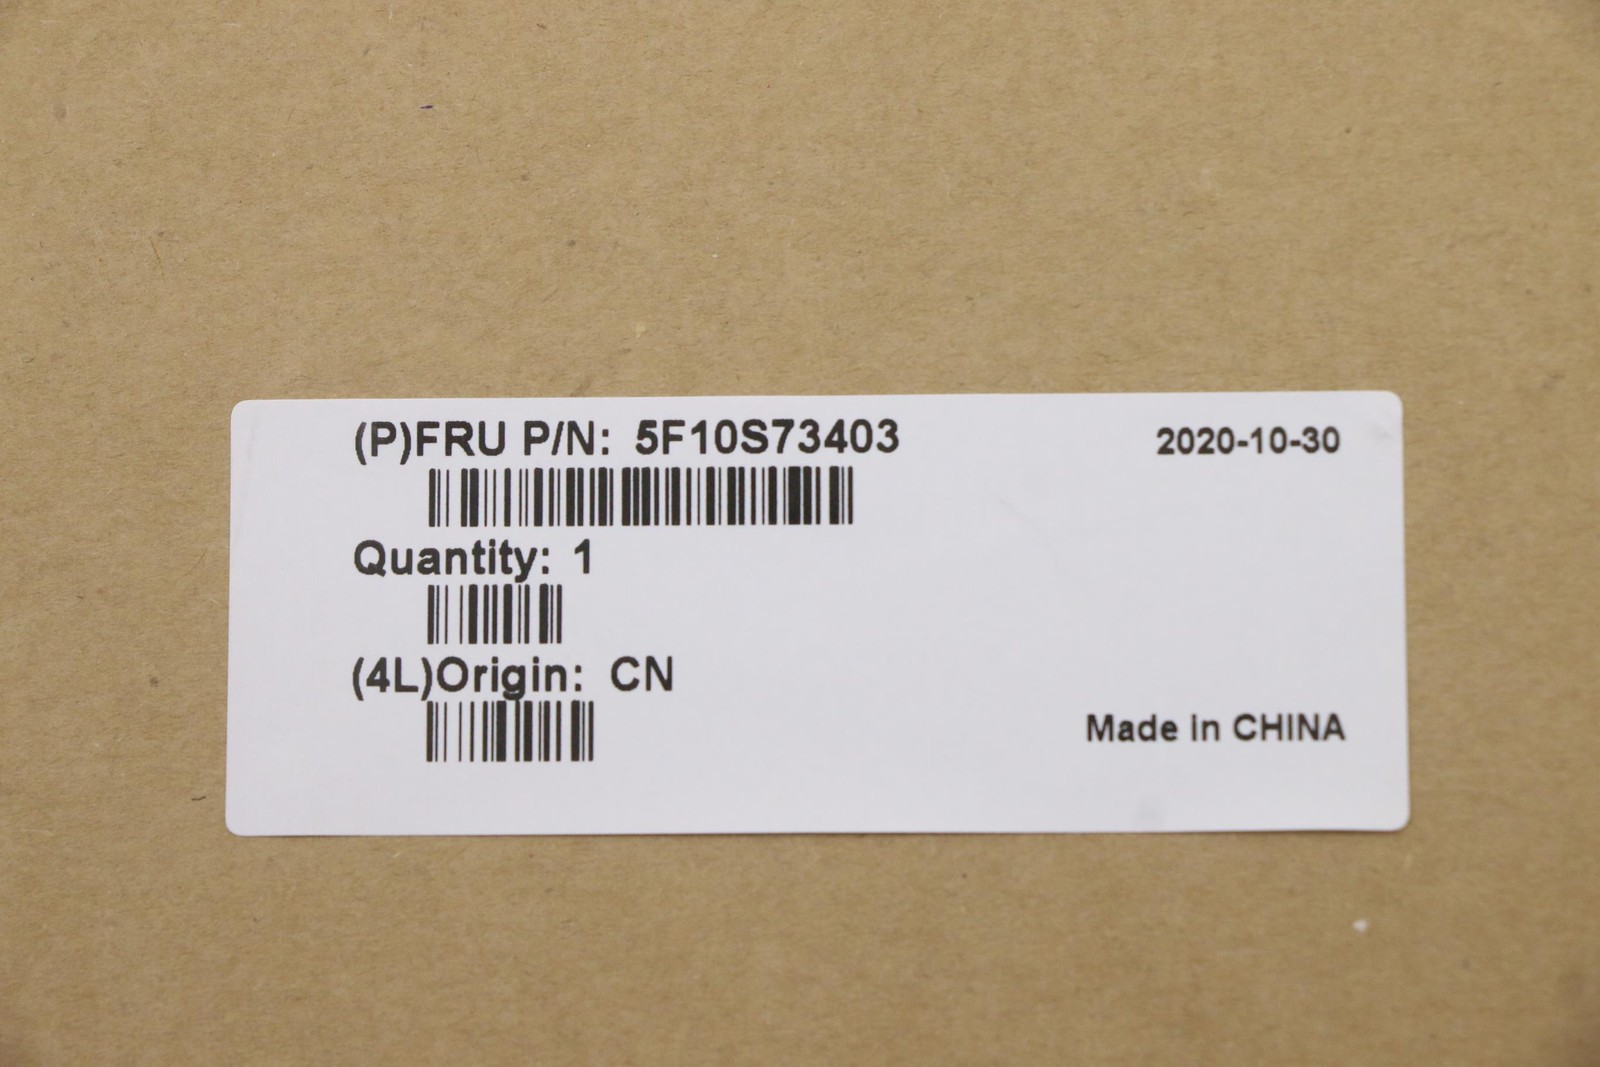 (P)FRU P/N: 5F10S73403
2020-10-30
Quantity: 1
(4L)Origin: CN
Made in CHINA